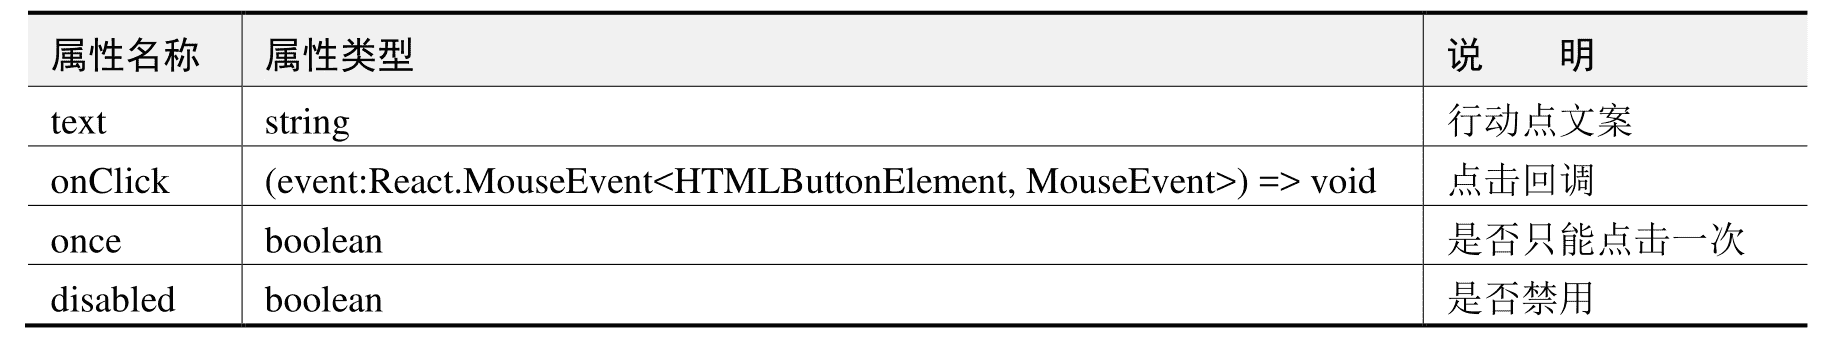 属性名称 属性类型 说 明
text string 行动点文案
onClick (event:React.MouseEvent<HTMLButtonElement, MouseEvent>) => void 点击回调
once boolean 是否只能点击一次
disabled boolean 是否禁用